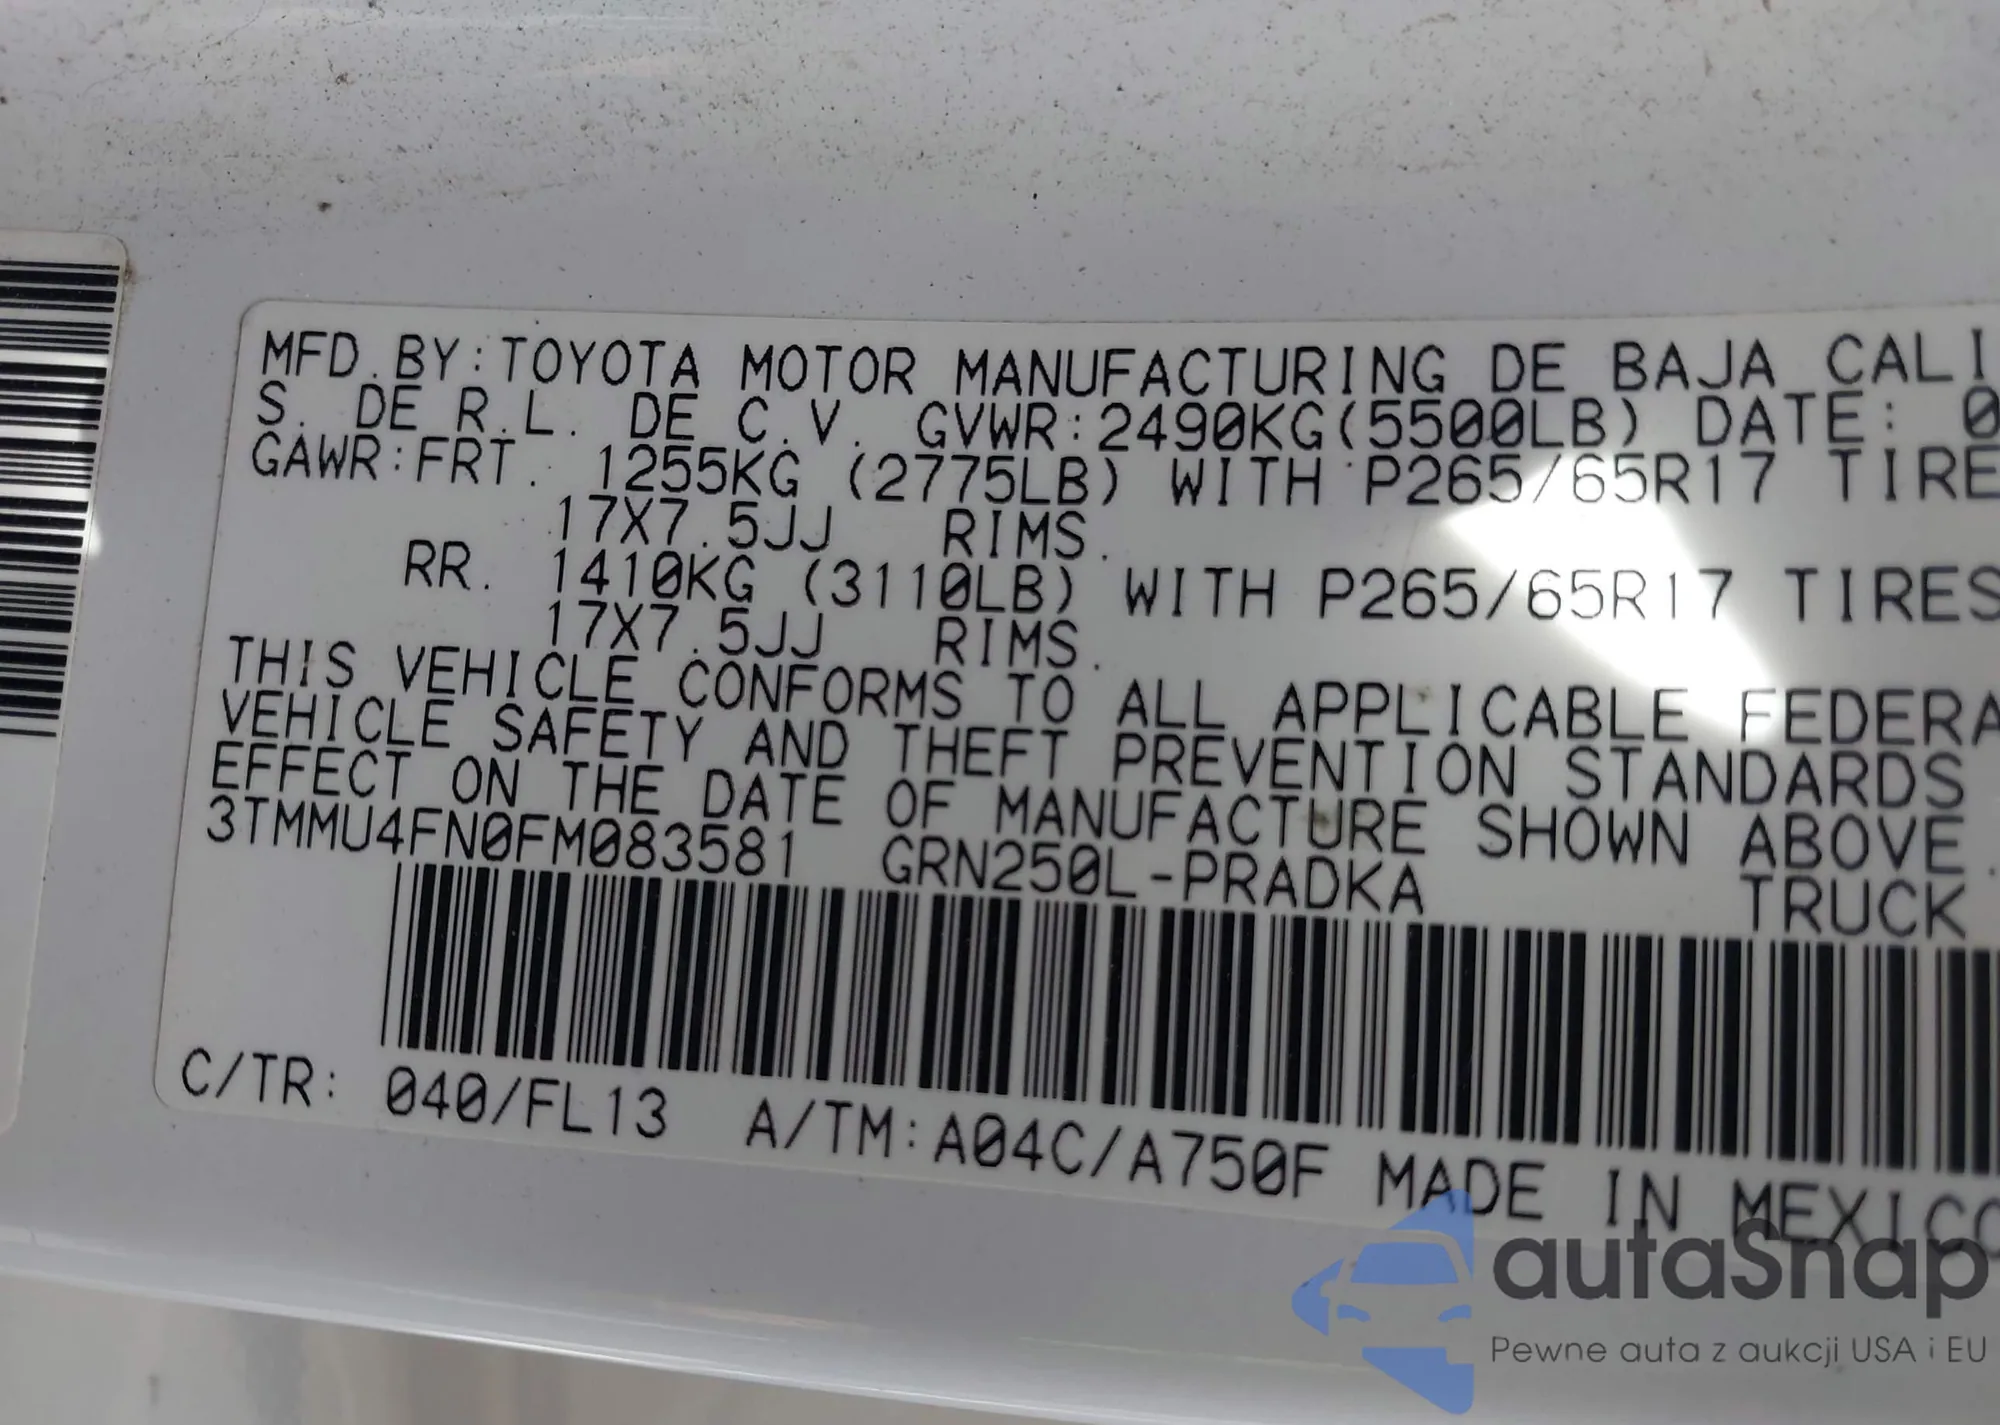 MFD. BY:TOYOTA MOTOR MANUFACTURING DE BAJA CALI
S. DE R.L. DE C.V. GVWR:2490KG(5500LB) DATE: 0
GAWR:FRT. 1255KG (2775LB) WITH P265/65R17 TIRE
17X7.5JJ RIMS.
RR. 1410KG (3110LB) WITH P265/65R17 TIRES
17X7.5JJ RIMS.
THIS VEHICLE CONFORMS TO ALL APPLICABLE FEDERA
VEHICLE SAFETY AND THEFT PREVENTION STANDARDS
EFFECT ON THE DATE OF MANUFACTURE SHOWN ABOVE.
3TMMU4FN0FM083581 GRN250L-PRADKA TRUCK
C/TR: 040/FL13 A/TM:A04C/A750F MADE IN MEXICO
autaSnap
Pewne auta z aukcji USA i EU